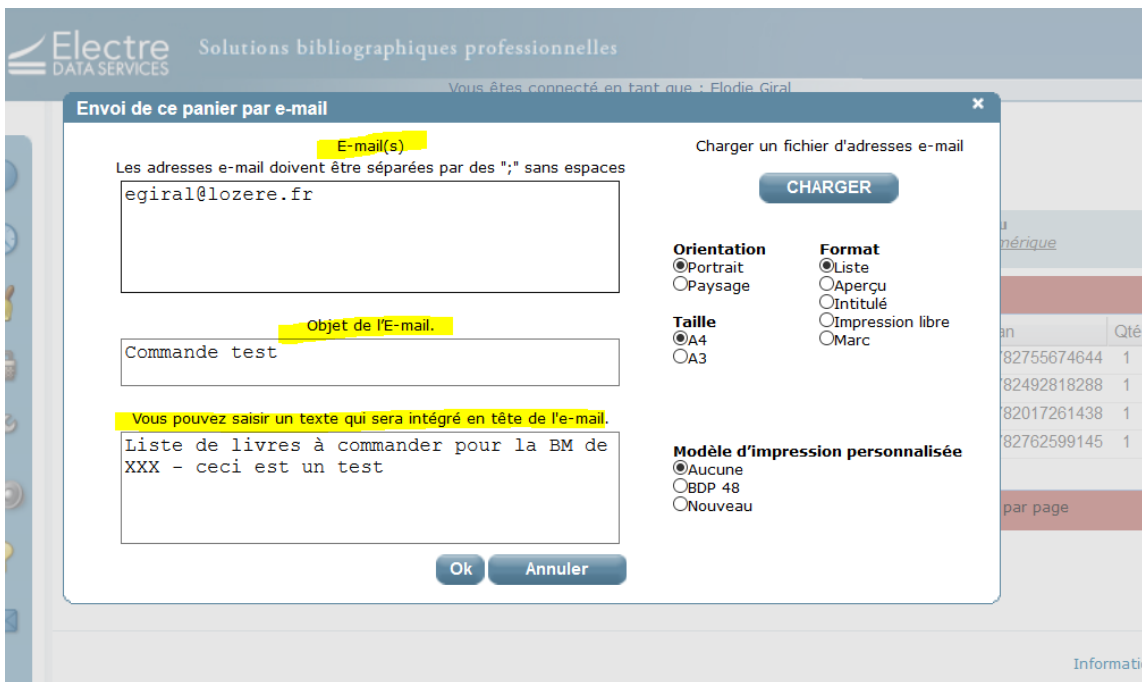 Electre
DATA SERVICES
Solutions bibliographiques professionnelles
Vous êtes connecté en tant que : Elodie Giral
Envoi de ce panier par e-mail
E-mail(s)
Les adresses e-mail doivent être séparées par des ";" sans espaces
egiral@lozere.fr
Charger un fichier d'adresses e-mail
CHARGER
Orientation
Portrait
Paysage
Taille
A4
A3
Format
Liste
Aperçu
Intitulé
Impression libre
Marc
Objet de l’E-mail.
Commande test
Vous pouvez saisir un texte qui sera intégré en tête de l'e-mail.
Liste de livres à commander pour la BM de
XXX - ceci est un test
Modèle d’impression personnalisée
Aucune
BDP 48
Nouveau
Ok
Annuler
mérique
Qté
782755674644 1
782492818288 1
782017261438 1
782762599145 1
par page
Informati